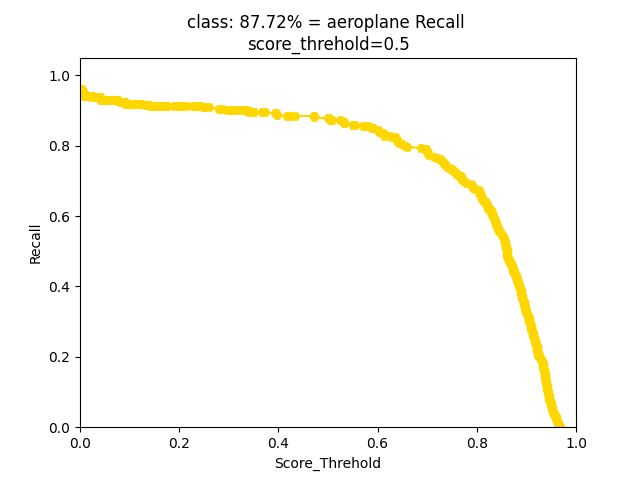 class: 87.72% = aeroplane Recall
score_threhold=0.5
1.0
0.8
0.6
0.4
0.2
0.0
Recall
0.0 0.2 0.4 0.6 0.8 1.0
Score_Threhold